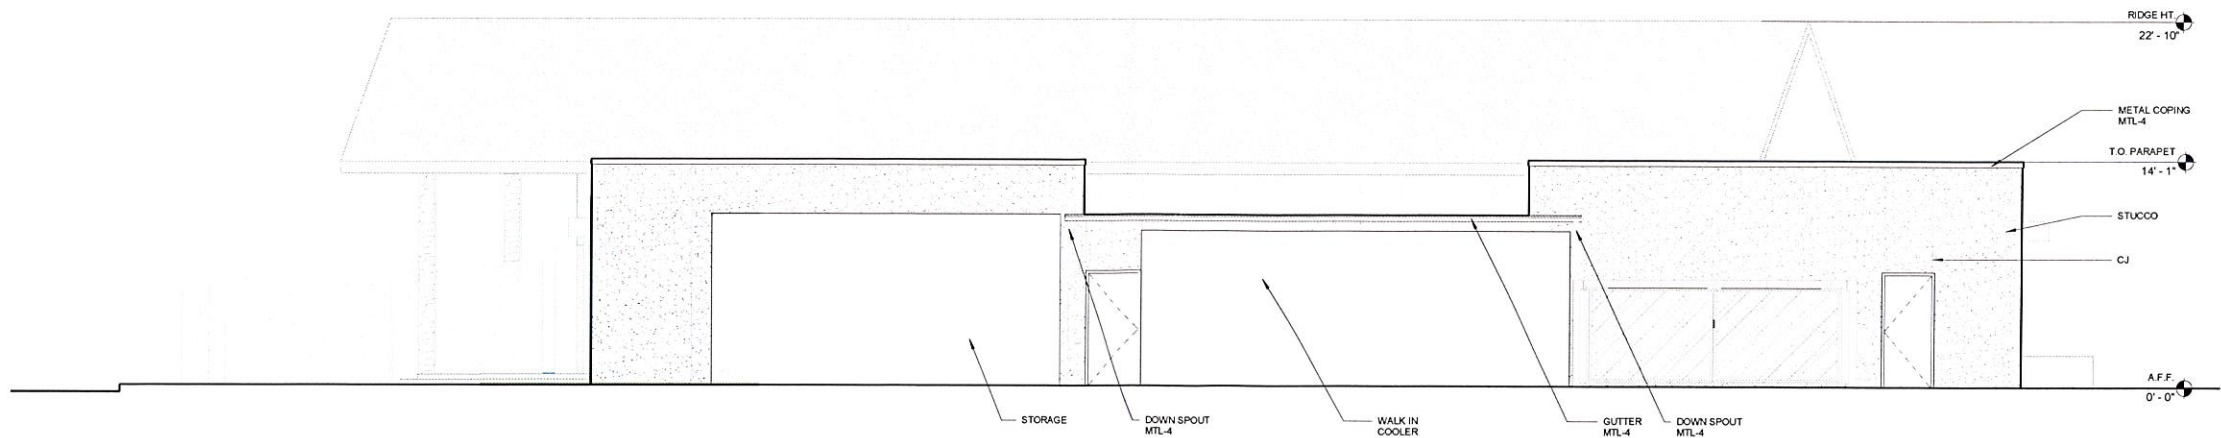 RIDGE HT.
22' - 10"
METAL COPING
MTL-4
T.O. PARAPET
14' - 1"
STUCCO
CJ
A.F.F.
0' - 0"
STORAGE
DOWN SPOUT
MTL-4
WALK IN
COOLER
GUTTER
MTL-4
DOWN SPOUT
MTL-4